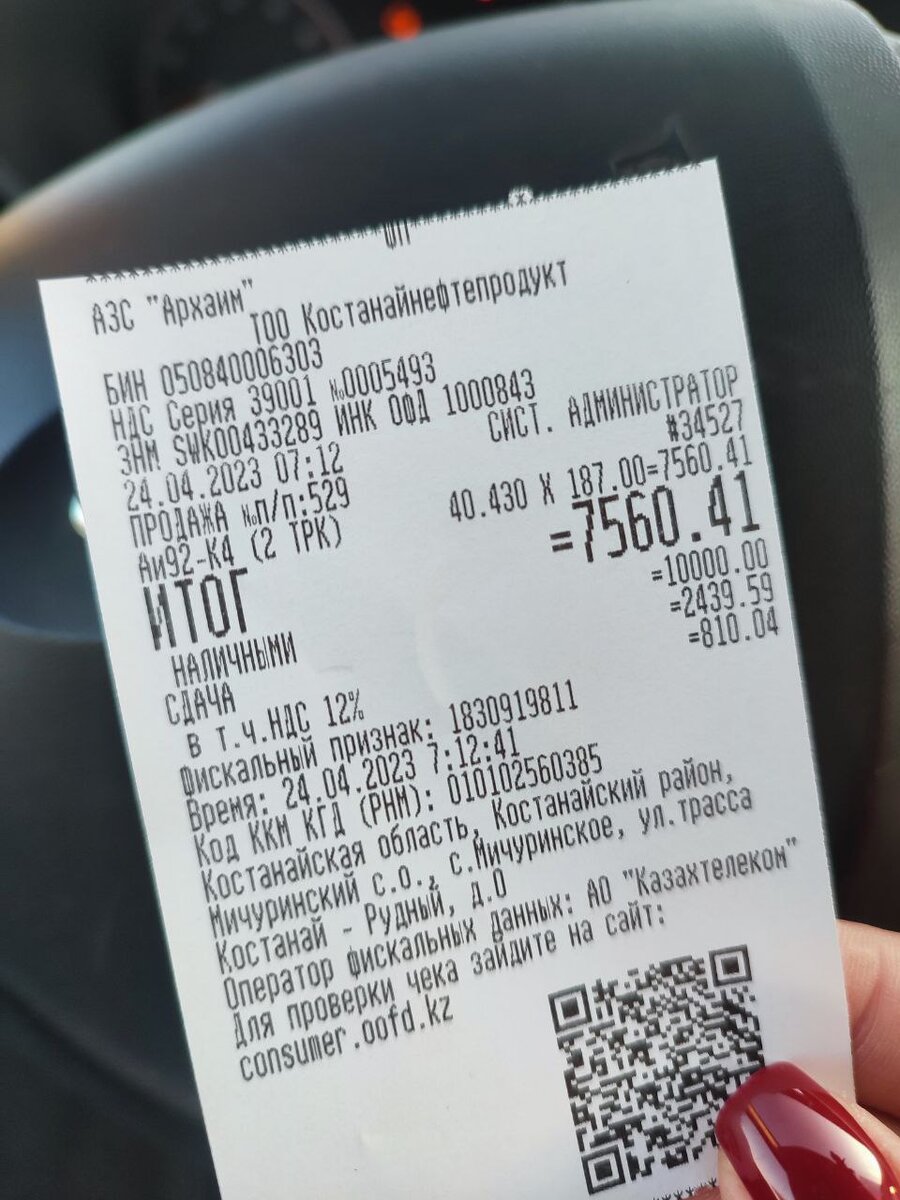 АЗС "Архаим"
ТОО Костанайнефтепродукт
БИН 050840006303
НДС Серия 39001 №0005493
ЗНМ SWK00433289 ИНК ОФД 1000843
24.04.2023 07:12 СИСТ. АДМИНИСТРАТОР
ПРОДАЖА №п/п:529 #34527
Аи92-К4 (2 ТРК) 40.430 X 187.00=7560.41
ИТОГ =7560.41
НАЛИЧНЫМИ =10000.00
СДАЧА =2439.59
в т.ч.НДС 12% =810.04
Фискальный признак: 1830919811
Время: 24.04.2023 7:12:41
Код ККМ КГД (РНМ): 010102560385
Костанайская область, Костанайский район,
Мичуринский с.о., с.Мичуринское, ул.трасса
Костанай - Рудный, д.0
Оператор фискальных данных: АО "Казахтелеком"
Для проверки чека зайдите на сайт:
consumer.oofd.kz